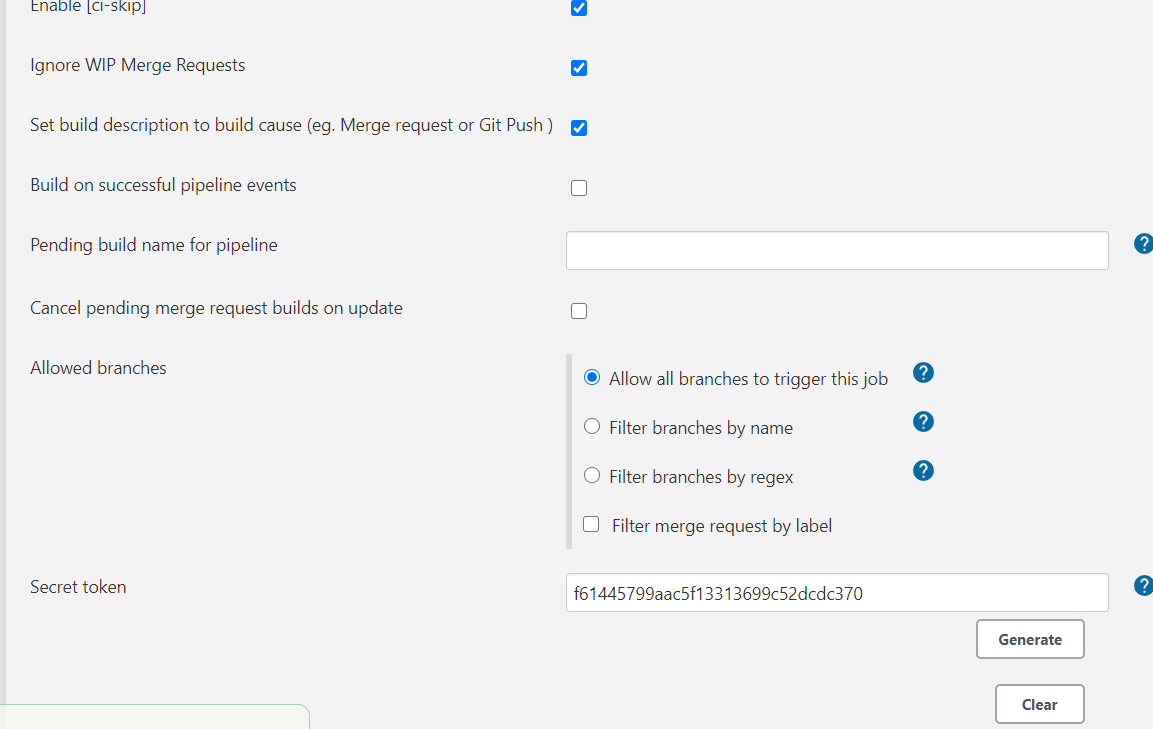 Enable [ci-skip]
Ignore WIP Merge Requests
Set build description to build cause (eg. Merge request or Git Push )
Build on successful pipeline events
Pending build name for pipeline
?
Cancel pending merge request builds on update
Allowed branches
Allow all branches to trigger this job ?
Filter branches by name ?
Filter branches by regex ?
Filter merge request by label
Secret token
f61445799aac5f13313699c52dcdc370 ?
Generate
Clear